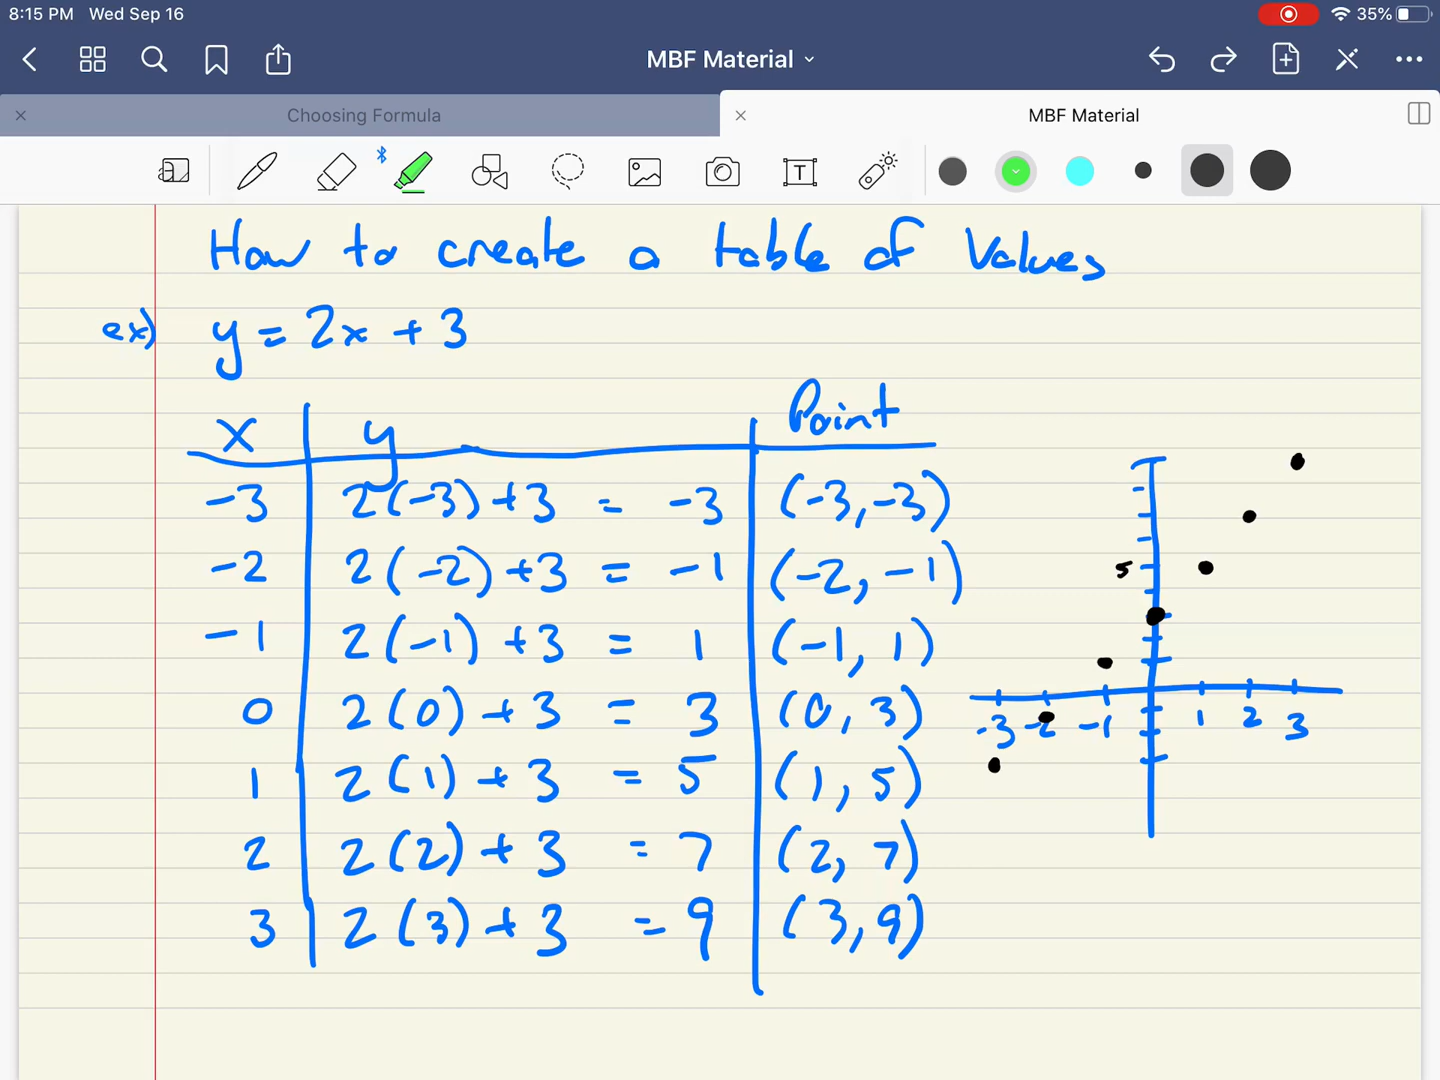 8:15 PM Wed Sep 16 35%
MBF Material
Choosing Formula MBF Material
T
How to create a table of Values
ex) y = 2x + 3
x y Point
-3 2(-3)+3 = -3 (-3,-3)
-2 2(-2)+3 = -1 (-2, -1)
-1 2(-1)+3 = 1 (-1, 1)
0 2(0)+3 = 3 (0, 3)
1 2(1)+3 = 5 (1, 5)
2 2(2)+3 = 7 (2, 7)
3 2(3)+3 = 9 (3, 9)
5
-3 -2 -1 1 2 3